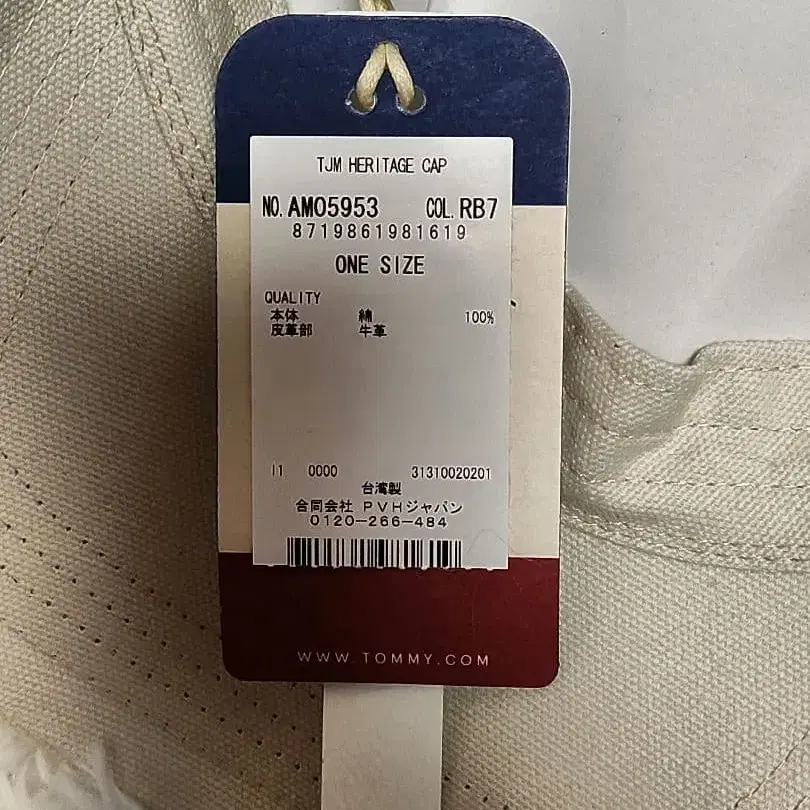 TJM HERITAGE CAP
NO. AM05953 COL. RB7
8719861981619
ONE SIZE
QUALITY
本体 綿 100%
皮革部 牛革
I1 0000 31310020201
台湾製
合同会社 PVHジャパン
0120-266-484
WWW.TOMMY.COM